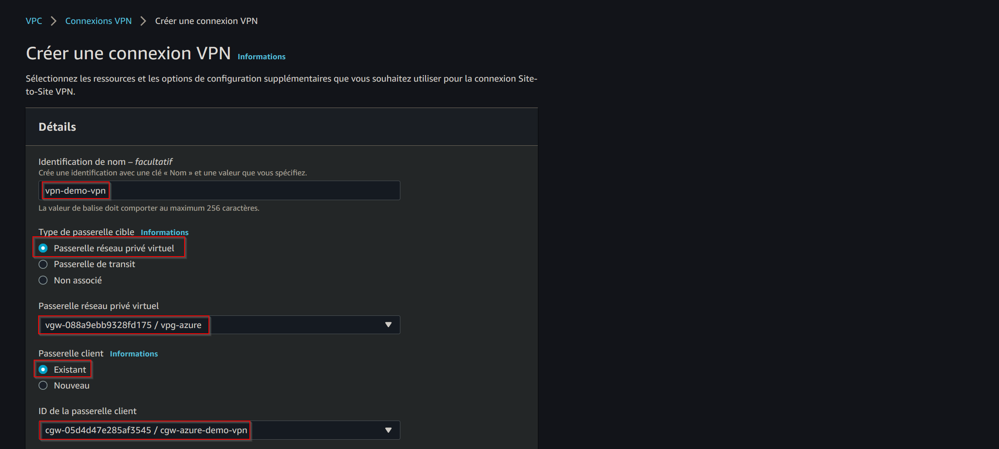 VPC > Connexions VPN > Créer une connexion VPN
Créer une connexion VPN Informations
Sélectionnez les ressources et les options de configuration supplémentaires que vous souhaitez utiliser pour la connexion Site-
to-Site VPN.
Détails
Identification de nom – facultatif
Crée une identification avec une clé « Nom » et une valeur que vous spécifiez.
vpn-demo-vpn
La valeur de balise doit comporter au maximum 256 caractères.
Type de passerelle cible Informations
Passerelle réseau privé virtuel
Passerelle de transit
Non associé
Passerelle réseau privé virtuel
vgw-088a9ebb9328fd175 / vpg-azure
Passerelle client Informations
Existant
Nouveau
ID de la passerelle client
cgw-05d4d47e285af3545 / cgw-azure-demo-vpn